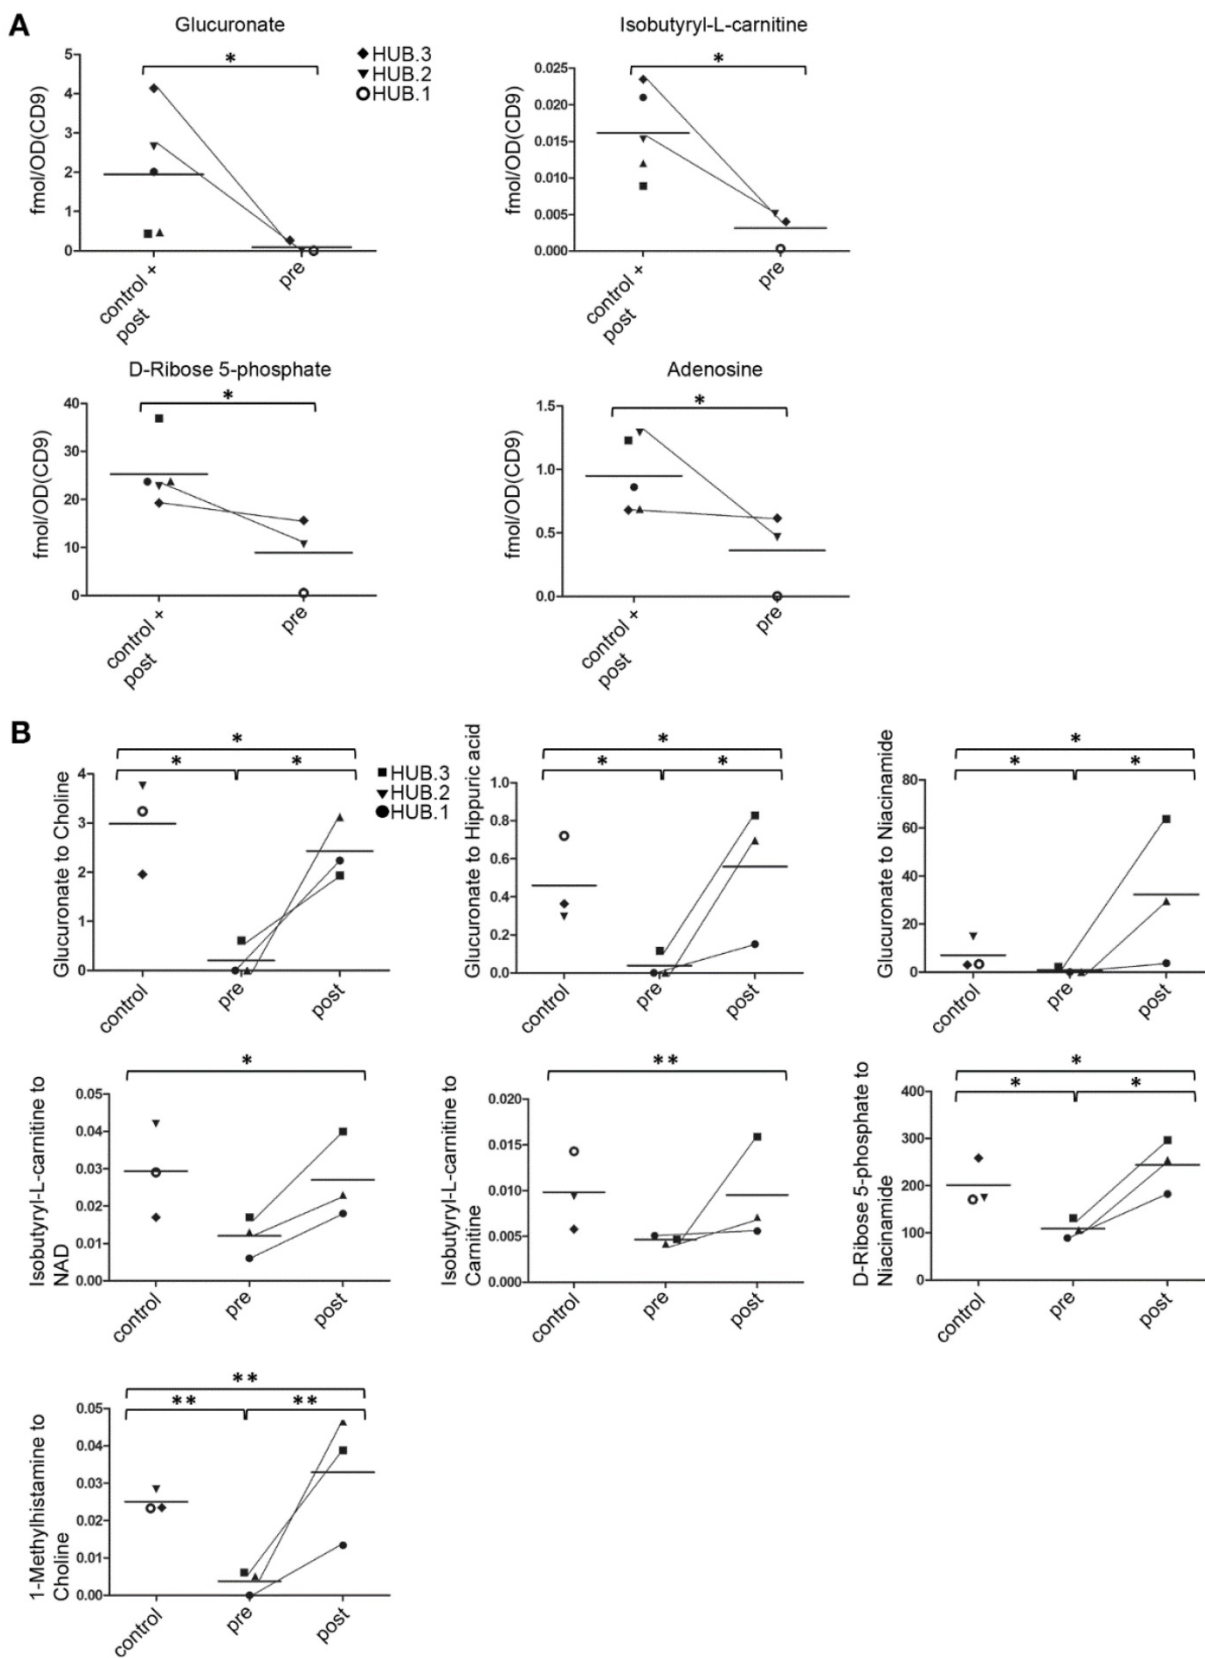 A
Glucuronate
*
fmol/OD(CD9)
5
4
3
2
1
0
control +
post
pre
HUB.3
HUB.2
HUB.1
Isobutyryl-L-carnitine
*
fmol/OD(CD9)
0.025
0.020
0.015
0.010
0.005
0.000
control +
post
pre
D-Ribose 5-phosphate
*
fmol/OD(CD9)
40
30
20
10
0
control +
post
pre
Adenosine
*
fmol/OD(CD9)
1.5
1.0
0.5
0.0
control +
post
pre
B
*
* *
Glucuronate to Choline
4
3
2
1
0
control
pre
post
HUB.3
HUB.2
HUB.1
*
* *
Glucuronate to Hippuric acid
1.0
0.8
0.6
0.4
0.2
0.0
control
pre
post
*
* *
Glucuronate to Niacinamide
80
60
40
20
0
control
pre
post
*
Isobutyryl-L-carnitine to
NAD
0.05
0.04
0.03
0.02
0.01
0.00
control
pre
post
**
Isobutyryl-L-carnitine to
Carnitine
0.020
0.015
0.010
0.005
0.000
control
pre
post
*
* *
D-Ribose 5-phosphate to
Niacinamide
400
300
200
100
0
control
pre
post
**
** **
1-Methylhistamine to
Choline
0.05
0.04
0.03
0.02
0.01
0.00
control
pre
post